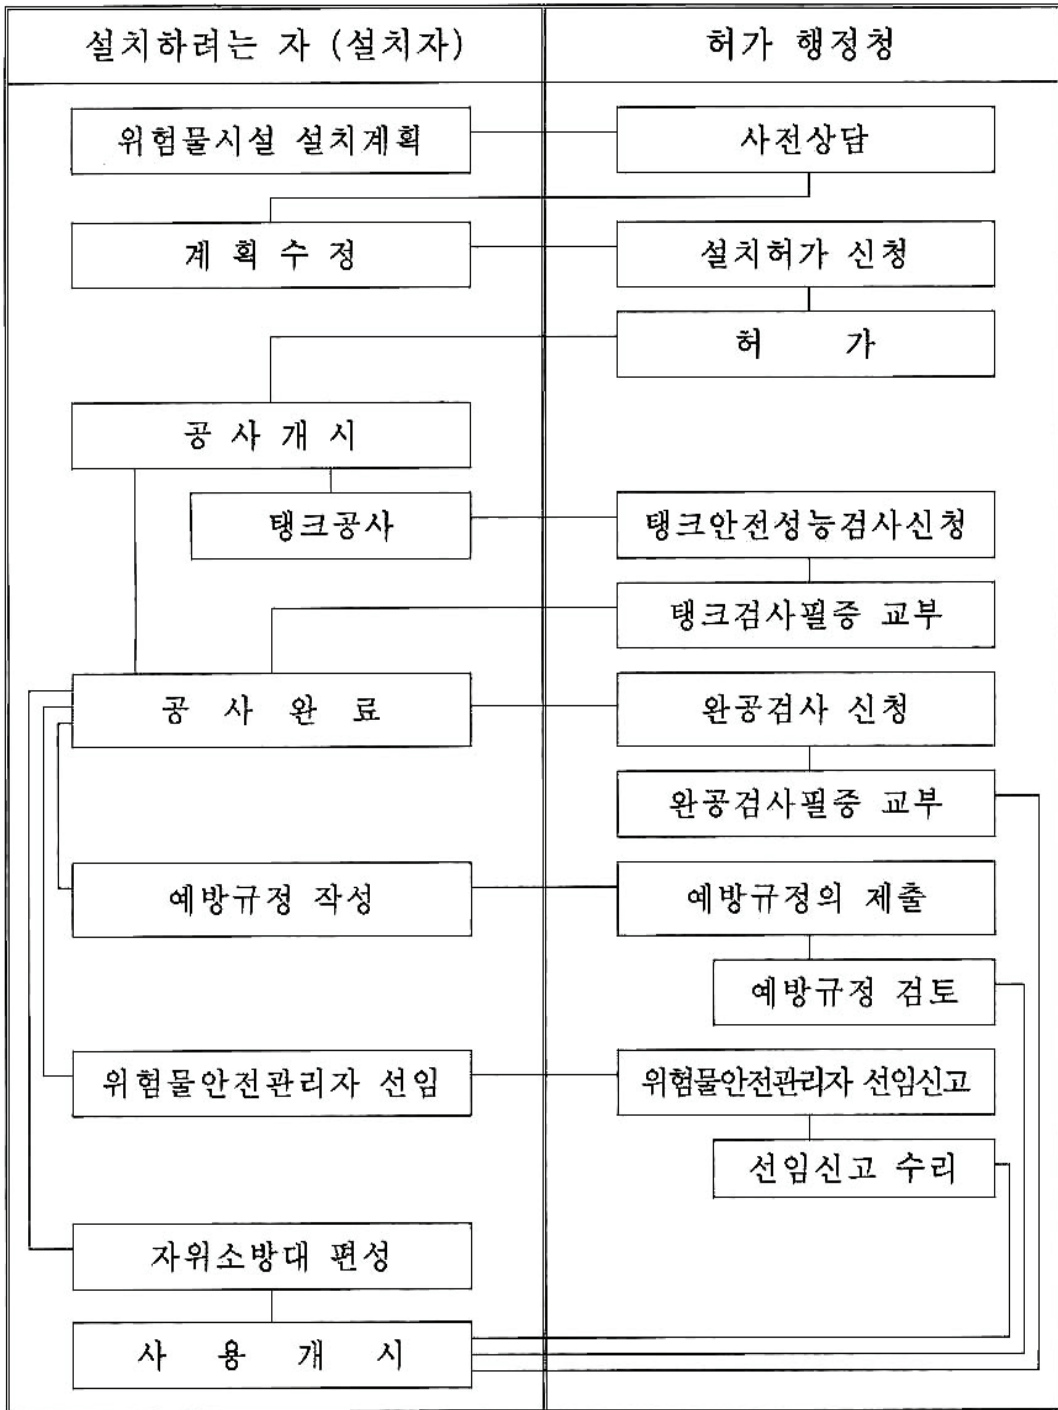 설치하려는 자 (설치자)
허가 행정청
위험물시설 설치계획
사전상담
계 획 수 정
설치허가 신청
허 가
공 사 개 시
탱크공사
탱크안전성능검사신청
탱크검사필증 교부
공 사 완 료
완공검사 신청
완공검사필증 교부
예방규정 작성
예방규정의 제출
예방규정 검토
위험물안전관리자 선임
위험물안전관리자 선임신고
선임신고 수리
자위소방대 편성
사 용 개 시